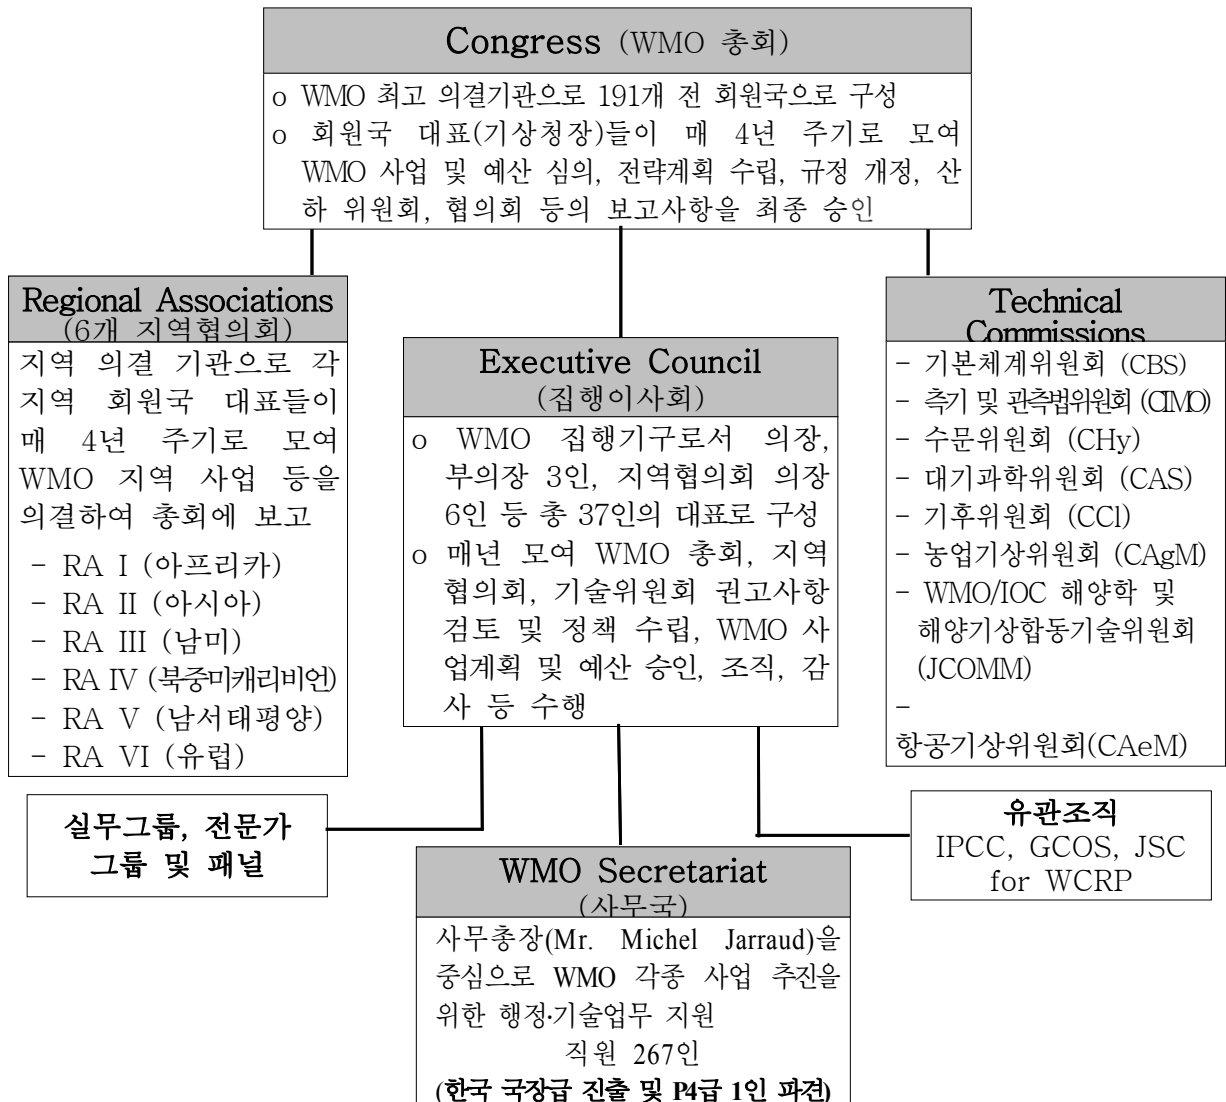 Congress (WMO 총회)
o WMO 최고 의결기관으로 191개 전 회원국으로 구성
o 회원국 대표(기상청장)들이 매 4년 주기로 모여
WMO 사업 및 예산 심의, 전략계획 수립, 규정 개정, 산
하 위원회, 협의회 등의 보고사항을 최종 승인
Regional Associations
(6개 지역협의회)
지역 의결 기관으로 각
지역 회원국 대표들이
매 4년 주기로 모여
WMO 지역 사업 등을
의결하여 총회에 보고
- RA I (아프리카)
- RA II (아시아)
- RA III (남미)
- RA IV (북중미캐리비언)
- RA V (남서태평양)
- RA VI (유럽)
Executive Council
(집행이사회)
o WMO 집행기구로서 의장,
부의장 3인, 지역협의회 의장
6인 등 총 37인의 대표로 구성
o 매년 모여 WMO 총회, 지역
협의회, 기술위원회 권고사항
검토 및 정책 수립, WMO 사
업계획 및 예산 승인, 조직, 감
사 등 수행
Technical
Commissions
- 기본체계위원회 (CBS)
- 측기 및 관측법위원회 (CIMO)
- 수문위원회 (CHy)
- 대기과학위원회 (CAS)
- 기후위원회 (CCl)
- 농업기상위원회 (CAgM)
- WMO/IOC 해양학 및
해양기상합동기술위원회
(JCOMM)
-
항공기상위원회(CAeM)
실무그룹, 전문가
그룹 및 패널
유관조직
IPCC, GCOS, JSC
for WCRP
WMO Secretariat
(사무국)
사무총장(Mr. Michel Jarraud)을
중심으로 WMO 각종 사업 추진을
위한 행정·기술업무 지원
직원 267인
(한국 국장급 진출 및 P4급 1인 파견)